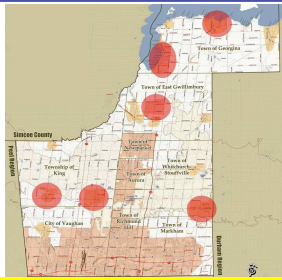 Town of Georgina
Town of East Gwillimbury
Simcoe County
Peel Region
Town of
Newmarket
Township of
King
Town of
Aurora
Town of
Whitchurch-
Stouffville
City of Vaughan
Town of
Richmond
Hill
Town of
Markham
Durham Region